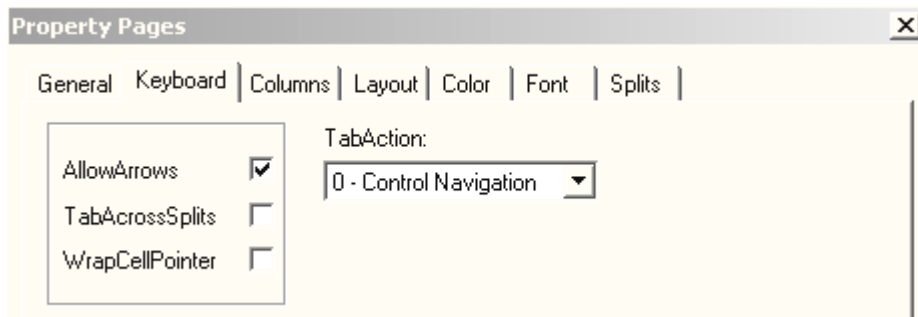 Property Pages
General Keyboard Columns Layout Color Font Splits
TabAction:
AllowArrows
0 - Control Navigation
TabAcrossSplits
WrapCellPointer